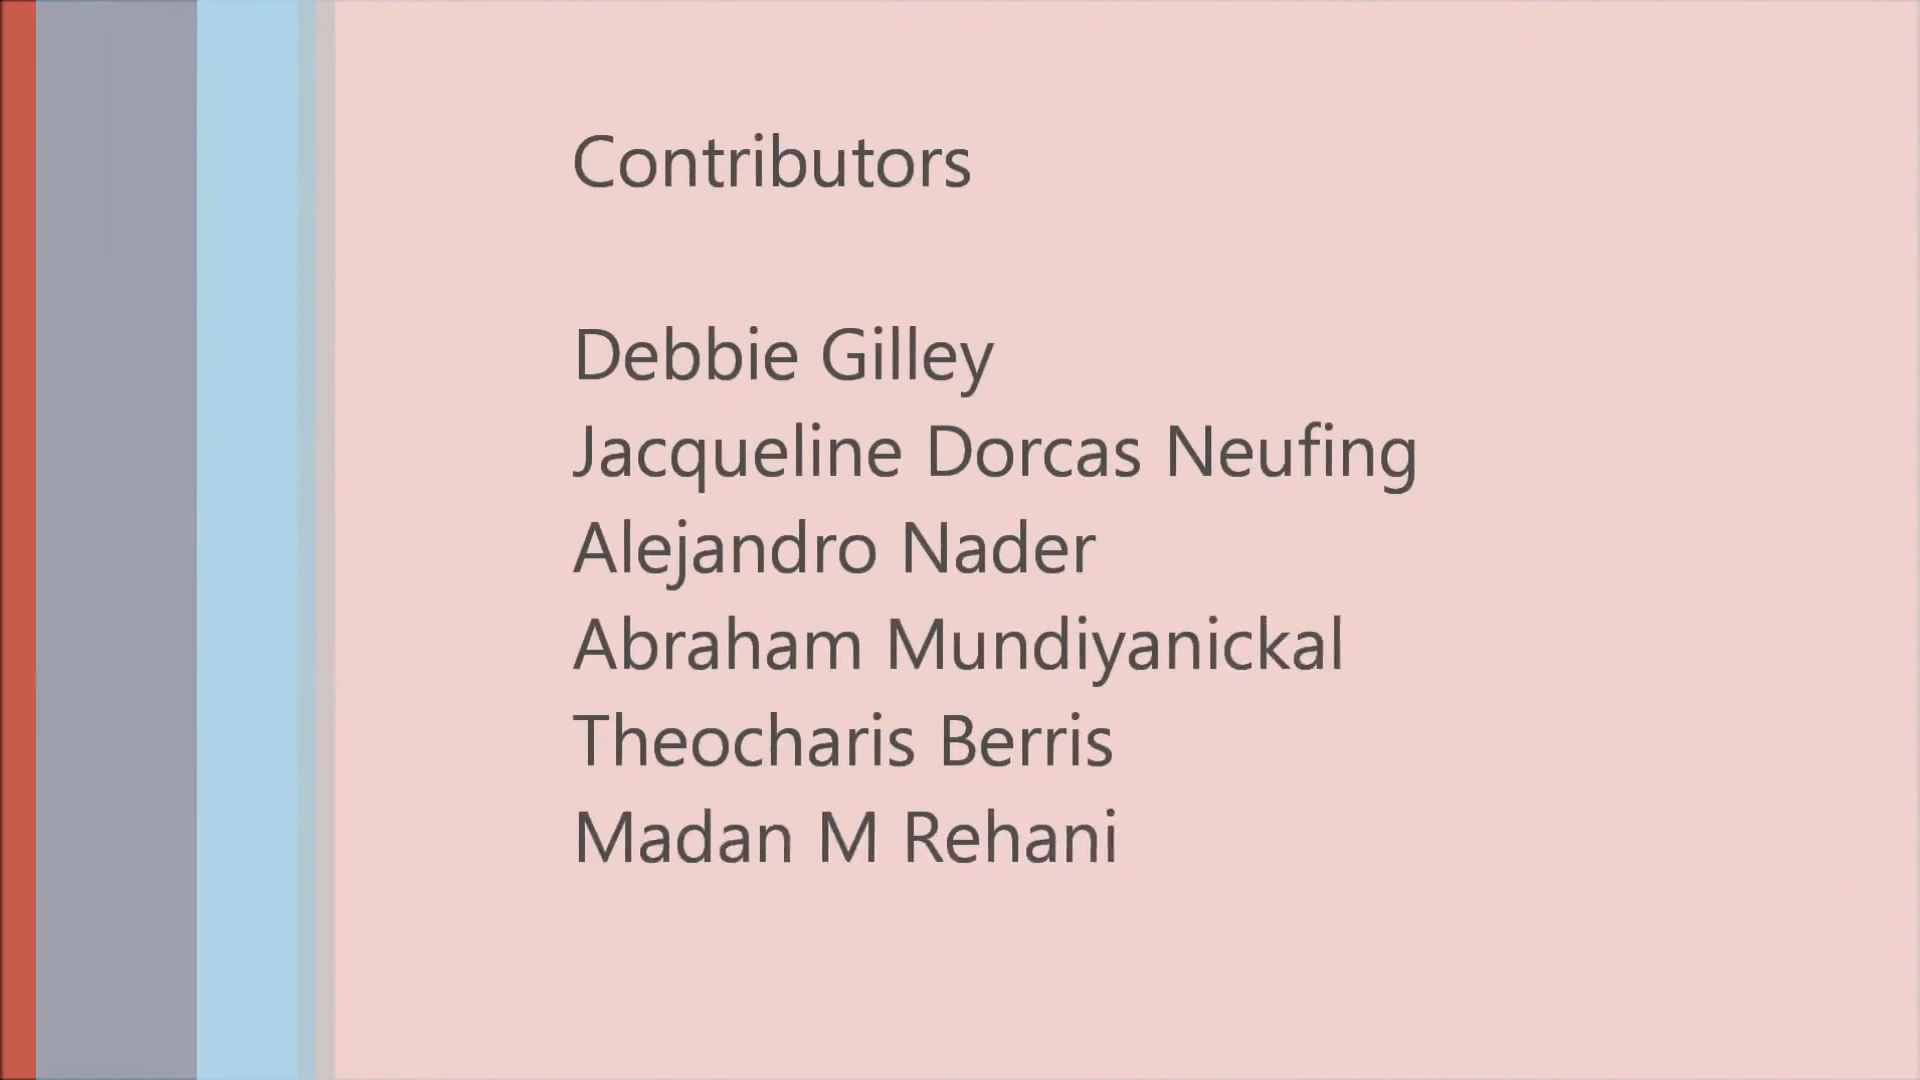 Contributors
Debbie Gilley
Jacqueline Dorcas Neufing
Alejandro Nader
Abraham Mundiyanickal
Theocharis Berris
Madan M Rehani